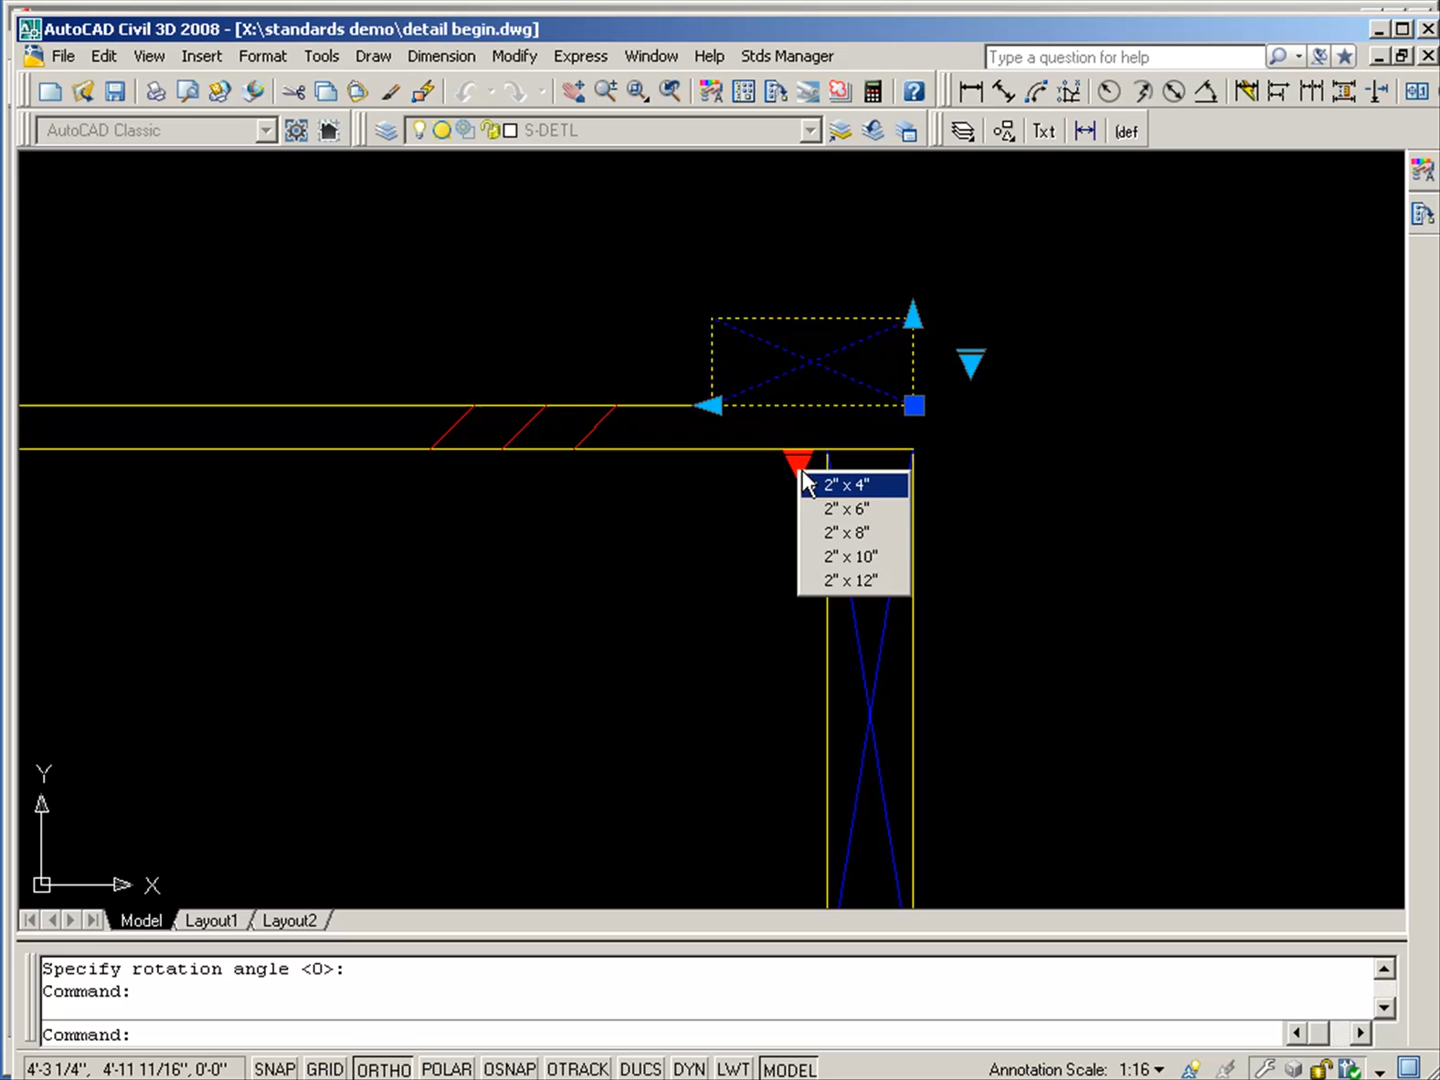 AutoCAD Civil 3D 2008 - [X:\standards demo\detail begin.dwg]
File Edit View Insert Format Tools Draw Dimension Modify Express Window Help Stds Manager
Type a question for help
AutoCAD Classic
S-DETL
Txt
(def
2" x 4"
2" x 6"
2" x 8"
2" x 10"
2" x 12"
Y
X
Model Layout1 Layout2
Specify rotation angle <0>:
Command:
Command:
4'-3 1/4", 4'-11 11/16", 0'-0" SNAP GRID ORTHO POLAR OSNAP OTRACK DUCS DYN LWT MODEL Annotation Scale: 1:16